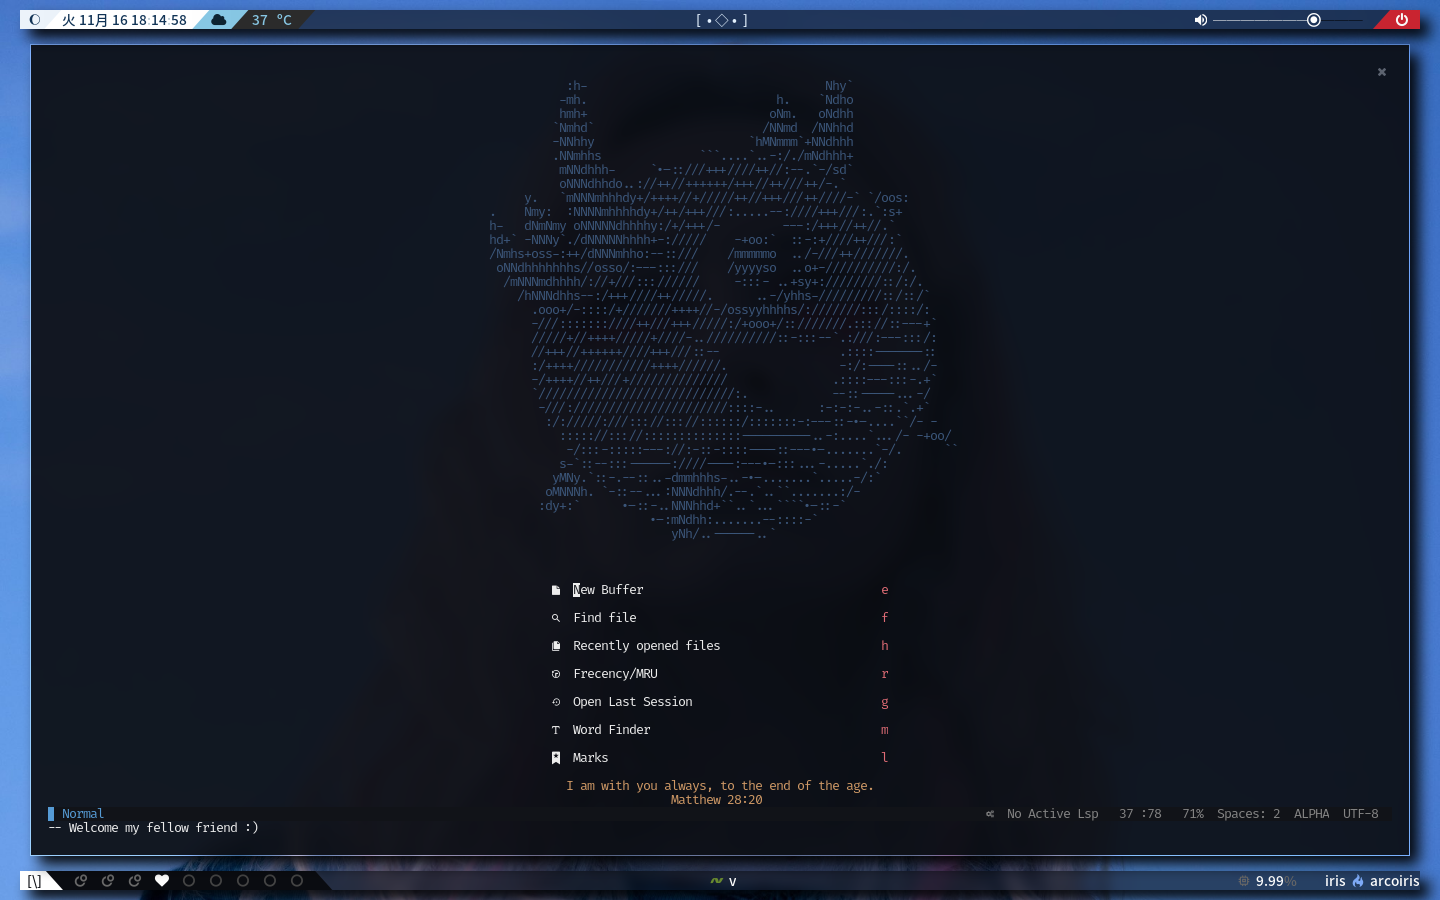 火 11月 16 18:14:58
37 °C
[ •◇• ]
New Buffer e
Find file f
Recently opened files h
Frecency/MRU r
Open Last Session g
Word Finder m
Marks l
I am with you always, to the end of the age.
Matthew 28:20
Normal No Active Lsp 37 :78 71% Spaces: 2 ALPHA UTF-8
-- Welcome my fellow friend :)
[\] v 9.99% iris arcoiris